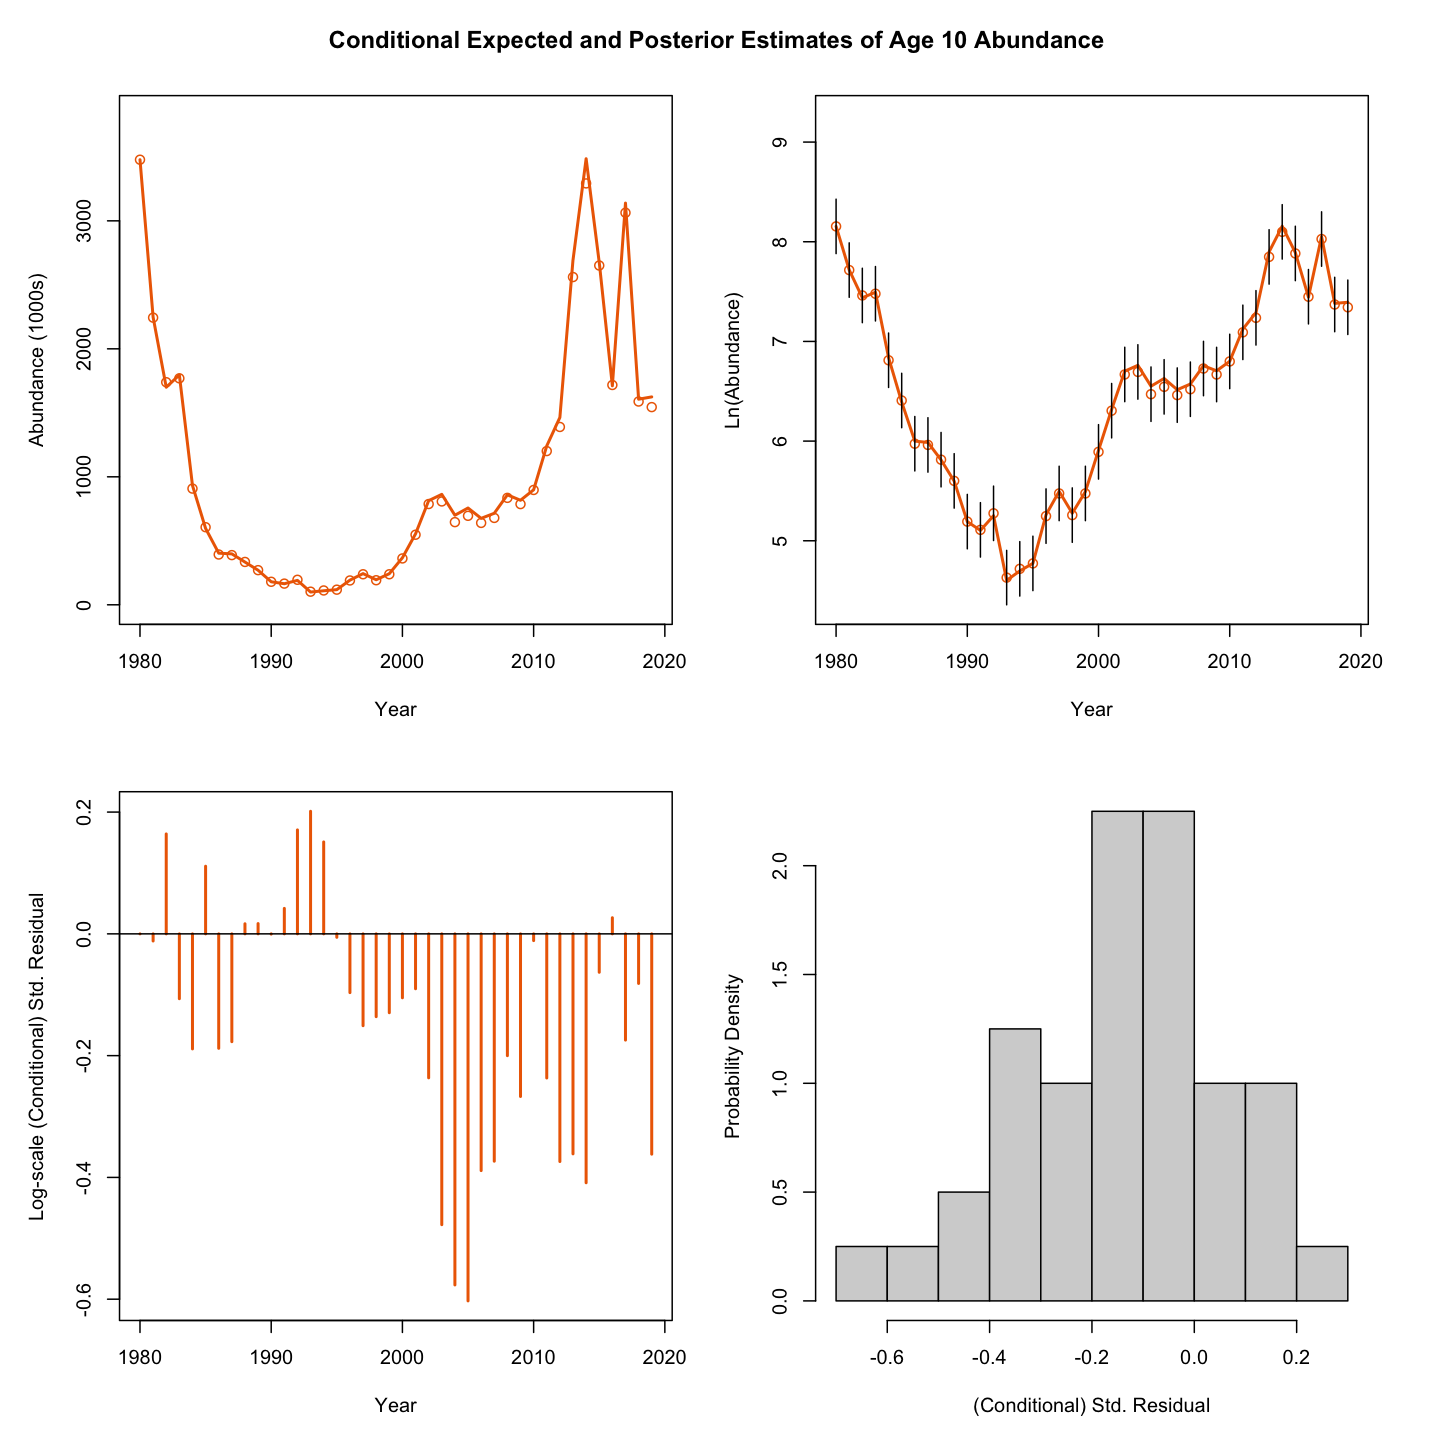 Conditional Expected and Posterior Estimates of Age 10 Abundance
Abundance (1000s)
3000
2000
1000
0
1980 1990 2000 2010 2020
Year
Ln(Abundance)
9
8
7
6
5
1980 1990 2000 2010 2020
Year
Log-scale (Conditional) Std. Residual
0.2
0.0
-0.2
-0.4
-0.6
1980 1990 2000 2010 2020
Year
Probability Density
2.0
1.5
1.0
0.5
0.0
-0.6 -0.4 -0.2 0.0 0.2
(Conditional) Std. Residual